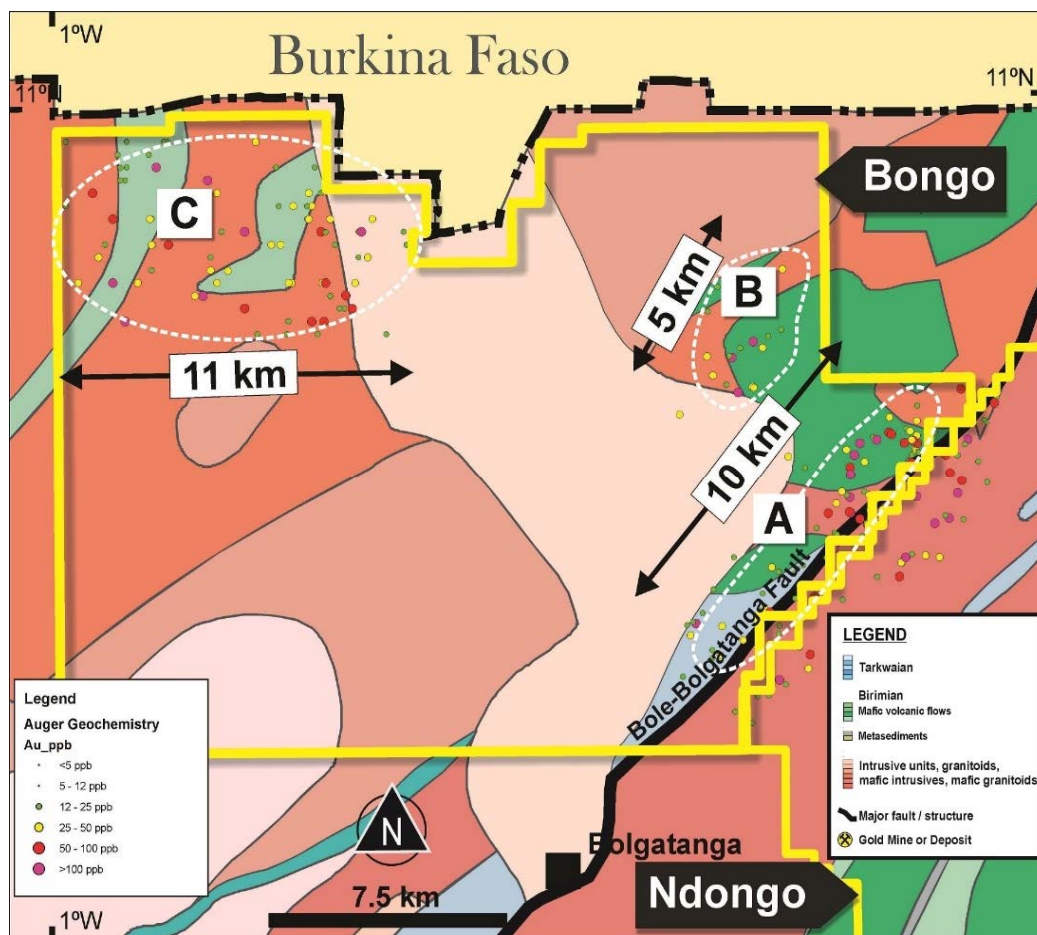 1ºW
Burkina Faso
11ºN
11ºN
Bongo
C
B
5 km
11 km
10 km
A
Bole-Bolgatanga Fault
LEGEND
Tarkwaian
Birimian
Mafic volcanic flows
Metasediments
Intrusive units, granitoids,
mafic intrusives, mafic granitoids
Major fault / structure
Gold Mine or Deposit
Legend
Auger Geochemistry
Au_ppb
<5 ppb
5 - 12 ppb
12 - 25 ppb
25 - 50 ppb
50 - 100 ppb
>100 ppb
N
Bolgatanga
7.5 km
Ndongo
1ºW